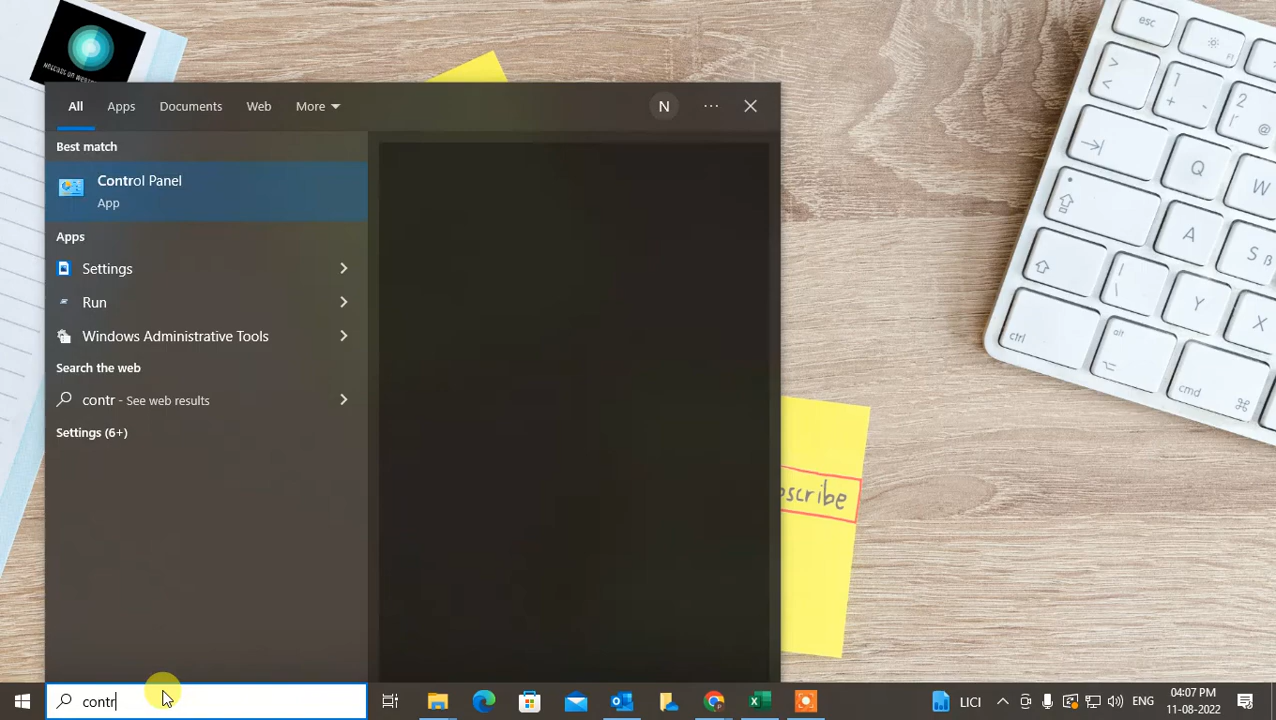 All Apps Documents Web More N ...
Best match
Control Panel
App
Apps
Settings
Run
Windows Administrative Tools
Search the web
contr - See web results
Settings (6+)
contr
LICI ENG 04:07 PM
11-08-2022
esc
Q
W
A
S
Y
X
ctrl
alt
cmd